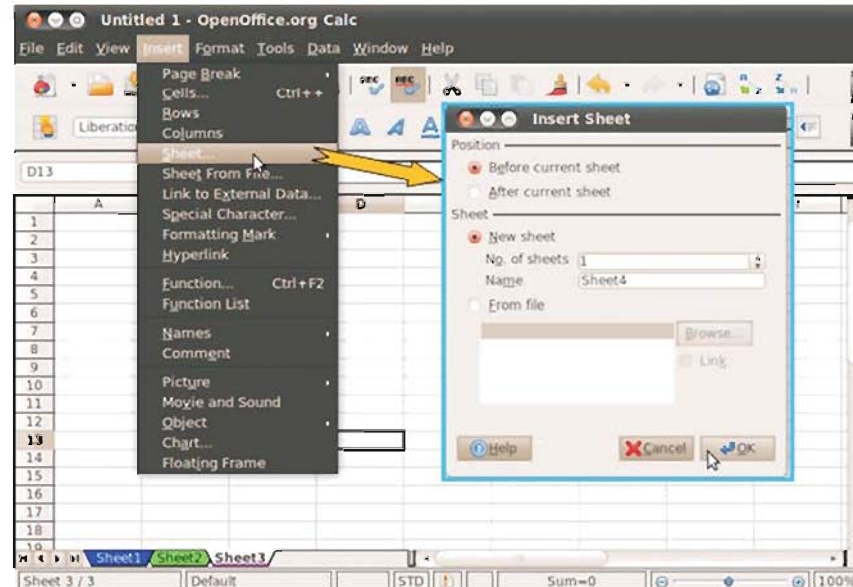 Untitled 1 - OpenOffice.org Calc
File Edit View Insert Format Tools Data Window Help
Page Break
Cells... Ctrl++
Rows
Columns
Sheet...
Sheet From File...
Link to External Data...
Special Character...
Formatting Mark
Hyperlink
Function... Ctrl+F2
Function List
Names
Comment
Picture
Movie and Sound
Object
Chart...
Floating Frame
Liberation
D13
A D
1
2
3
4
5
6
7
8
9
10
11
12
13
14
15
16
17
18
19
Insert Sheet
Position
Before current sheet
After current sheet
Sheet
New sheet
No. of sheets 1
Name Sheet4
From file
Browse...
Link
Help Cancel OK
Sheet1 Sheet2 Sheet3
Sheet 3 / 3 Default STD Sum=0 100%